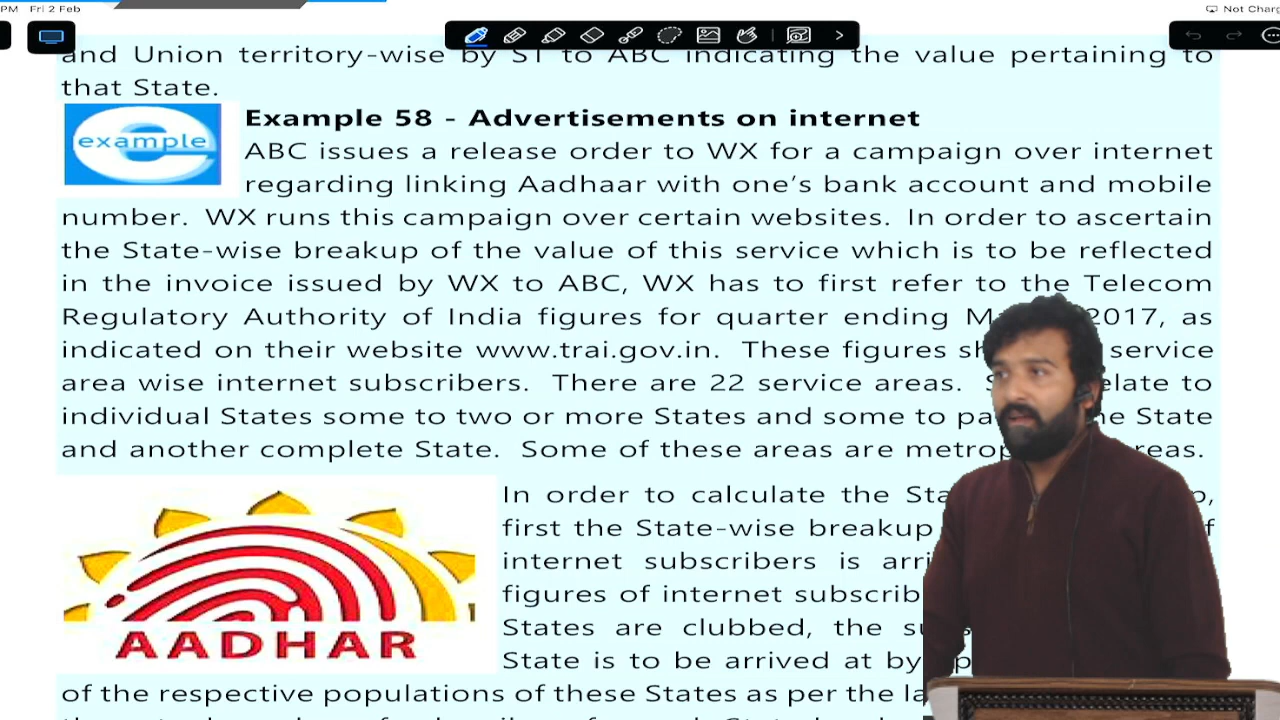 PM Fri 2 Feb
Not Charg
and Union territory-wise by ST to ABC indicating the value pertaining to
that State.
example
Example 58 - Advertisements on internet
ABC issues a release order to WX for a campaign over internet
regarding linking Aadhaar with one's bank account and mobile
number. WX runs this campaign over certain websites. In order to ascertain
the State-wise breakup of the value of this service which is to be reflected
in the invoice issued by WX to ABC, WX has to first refer to the Telecom
Regulatory Authority of India figures for quarter ending 2017, as
indicated on their website www.trai.gov.in. These figures service
area wise internet subscribers. There are 22 service areas. relate to
individual States some to two or more States and some to State
and another complete State. Some of these areas are areas.
In order to calculate the
first the State-wise breakup
internet subscribers is
figures of internet
States are clubbed, the
State is to be arrived at by
of the respective populations of these States as per the
AADHAR